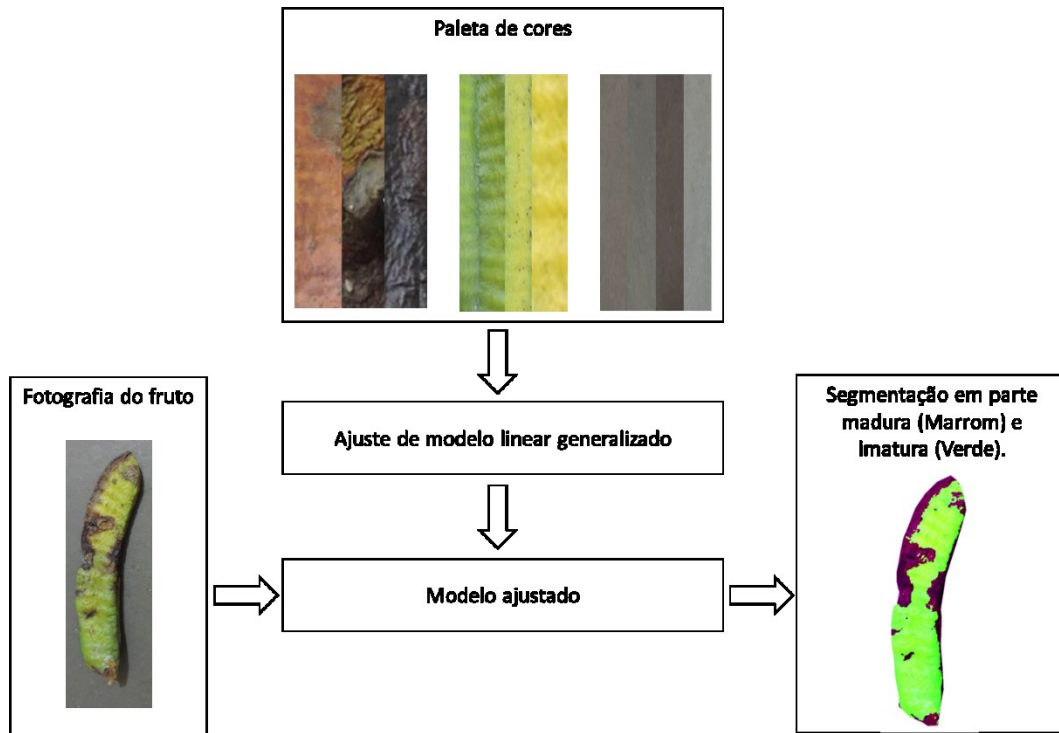 Paleta de cores
Fotografia do fruto
Ajuste de modelo linear generalizado
Modelo ajustado
Segmentação em parte
madura (Marrom) e
imatura (Verde).